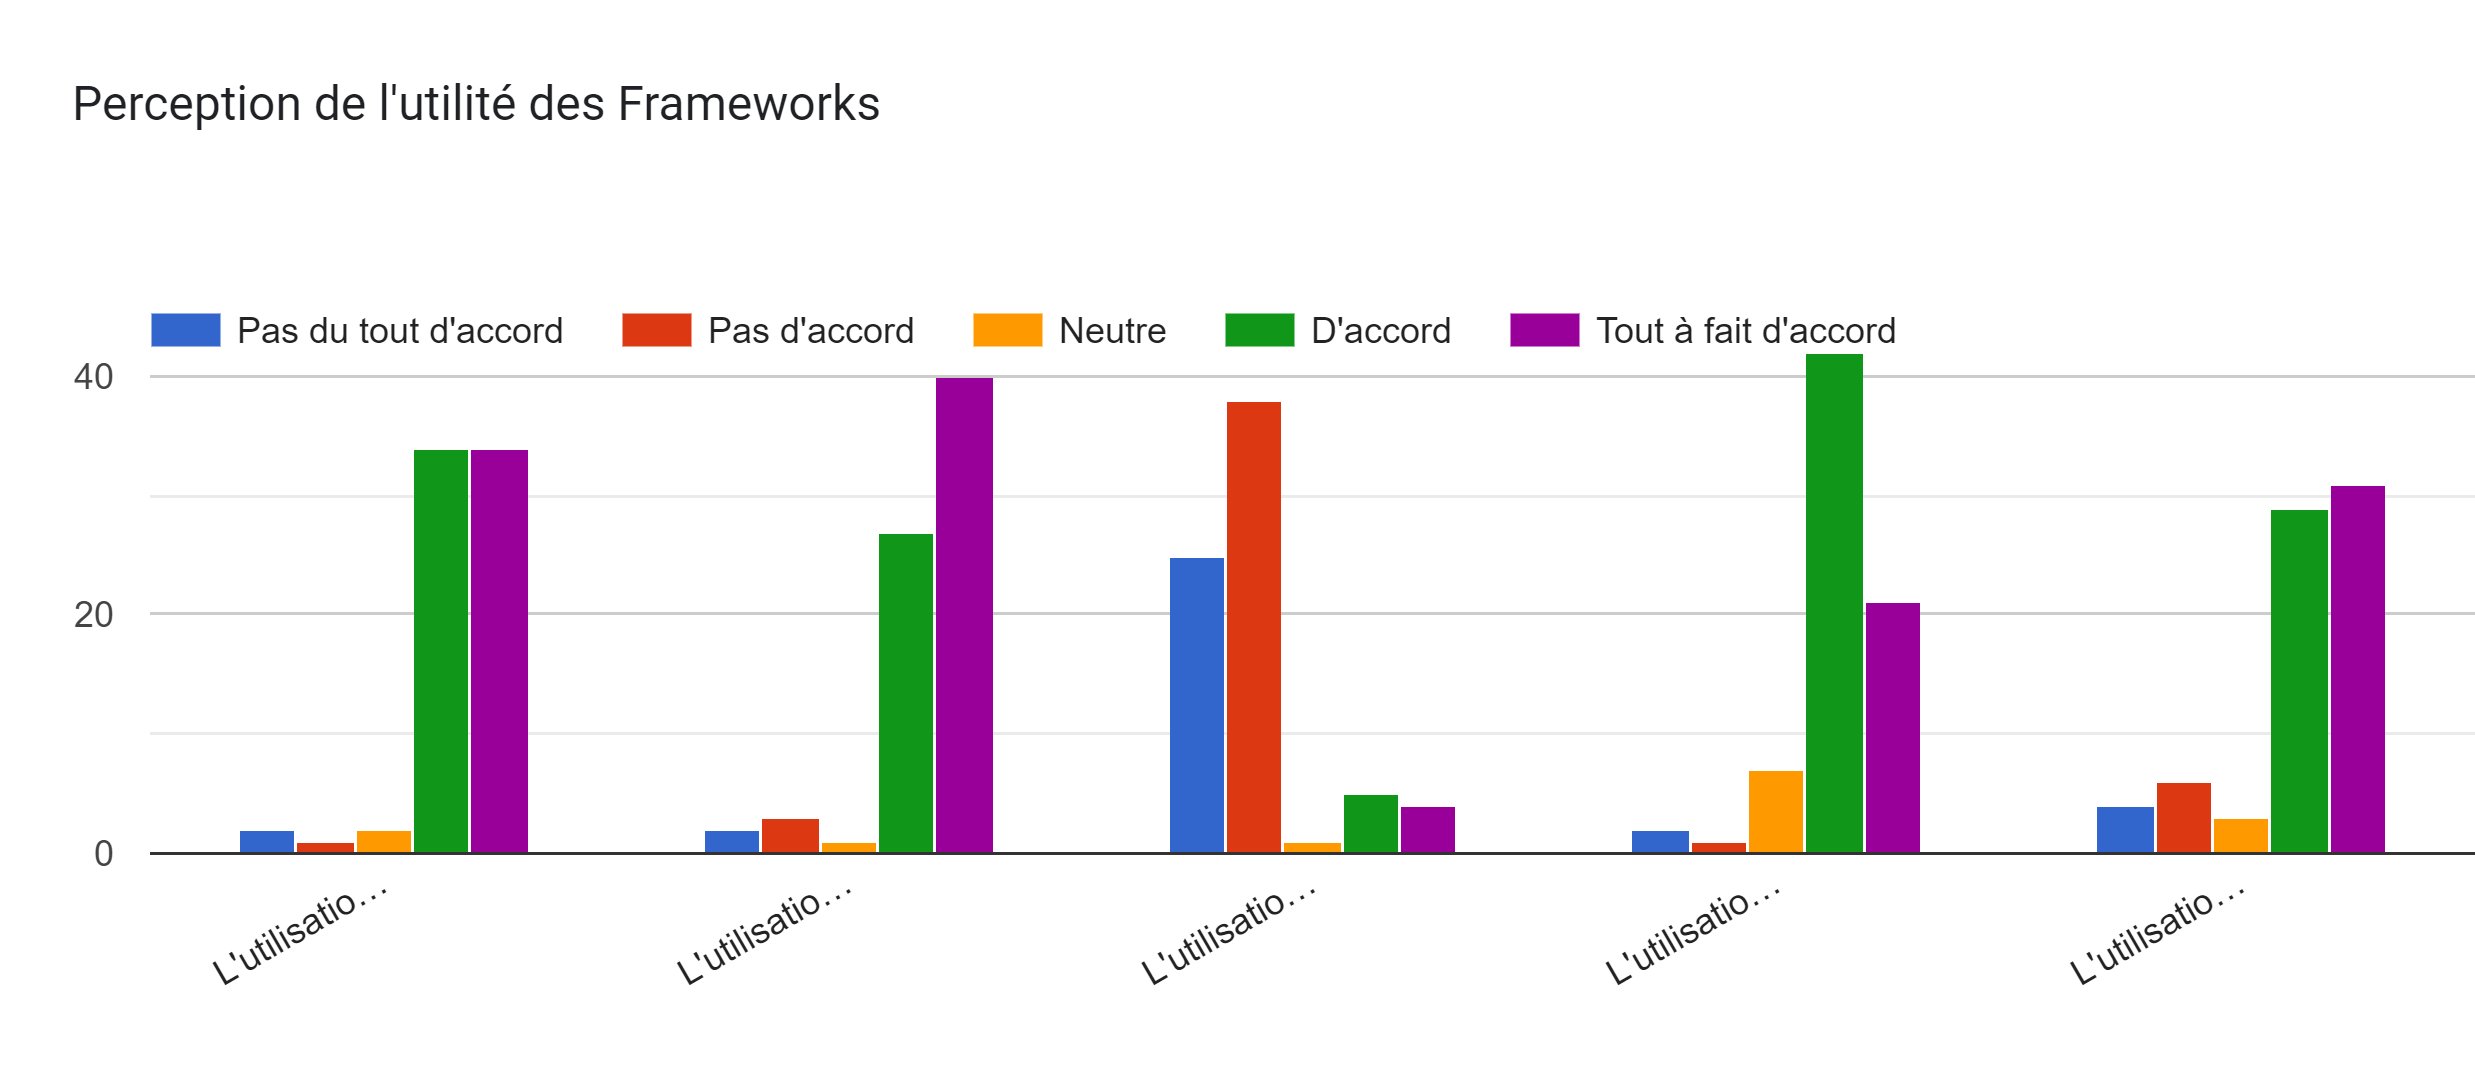 Perception de l'utilité des Frameworks
Pas du tout d'accord
Pas d'accord
Neutre
D'accord
Tout à fait d'accord
40
20
0
L'utilisatio…
L'utilisatio…
L'utilisatio…
L'utilisatio…
L'utilisatio…